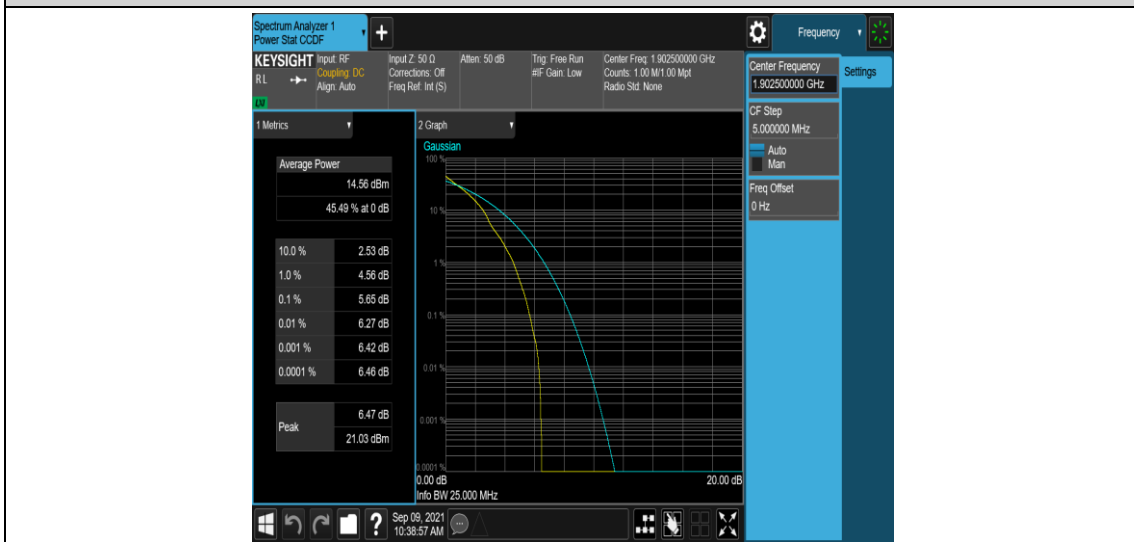 Spectrum Analyzer 1
Power Stat CCDF
Frequency
KEYSIGHT
RL
LXI
Input: RF
Coupling: DC
Align: Auto
Input Z: 50 Ω
Corrections: Off
Freq Ref: Int (S)
Atten: 50 dB
Trig: Free Run
#IF Gain: Low
Center Freq: 1.902500000 GHz
Counts: 1.00 M/1.00 Mpt
Radio Std: None
Center Frequency
1.902500000 GHz
Settings
CF Step
5.000000 MHz
Auto
Man
Freq Offset
0 Hz
1 Metrics
Average Power
14.56 dBm
45.49 % at 0 dB
10.0 % 2.53 dB
1.0 % 4.56 dB
0.1 % 5.65 dB
0.01 % 6.27 dB
0.001 % 6.42 dB
0.0001 % 6.46 dB
Peak
6.47 dB
21.03 dBm
2 Graph
Gaussian
100 %
10 %
1 %
0.1 %
0.01 %
0.001 %
0.0001 %
0.00 dB 20.00 dB
Info BW 25.000 MHz
Sep 09, 2021
10:38:57 AM